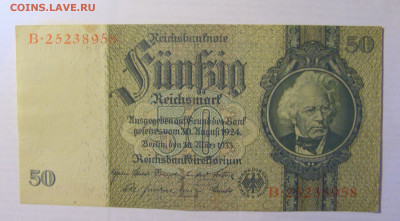 COINS.LAVE.RU
Reichsbanknote
B·25238958
50
Fünfzig
Reichsmark
Ausgegeben auf Grund des Bank
gesetzes vom 30. August 1924
Berlin, den 30. März 1933
Reichsbankdirektorium
50
B·25238958